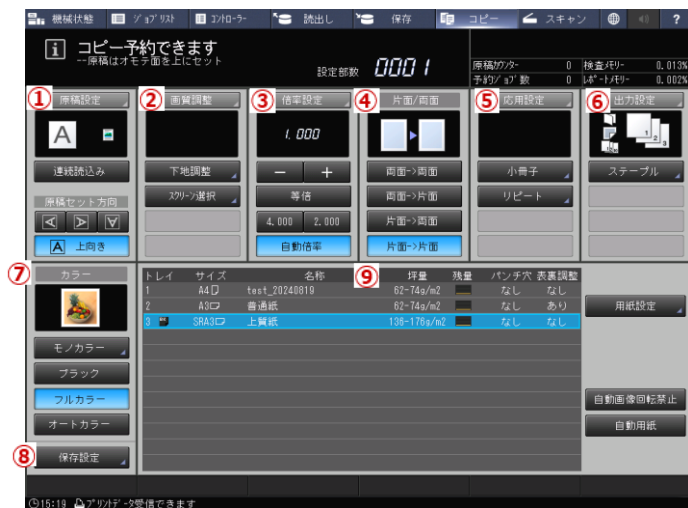 機械状態 ジョブリスト コントローラー 読出し 保存 コピー スキャン ?
i コピー予約できます
--原稿はオモテ面を上にセット
設定部数 0001
原稿カウンター 0 検査メモリー 0.013%
予約ジョブ数 0 レポートメモリー 0.002%
① 原稿設定 ② 画質調整 ③ 倍率設定 ④ 片面/両面 ⑤ 応用設定 ⑥ 出力設定
A 1.000 1 2 3
連続読込み 下地調整 − + 両面->両面 小冊子 ステープル
原稿セット方向 スクリーン選択 等倍 両面->片面 リピート
A A A 4.000 2.000 片面->両面
A 上向き 自動倍率 片面->片面
⑦ カラー ⑨
トレイ サイズ 名称 坪量 残量 パンチ穴 表裏調整
1 A4 test_20240819 62-74g/m2 なし なし
2 A3 普通紙 62-74g/m2 なし あり
3 SRA3 上質紙 136-176g/m2 なし なし
用紙設定
モノカラー
ブラック
フルカラー
オートカラー
自動画像回転禁止
自動用紙
⑧ 保存設定
15:19 プリントデータ受信できます